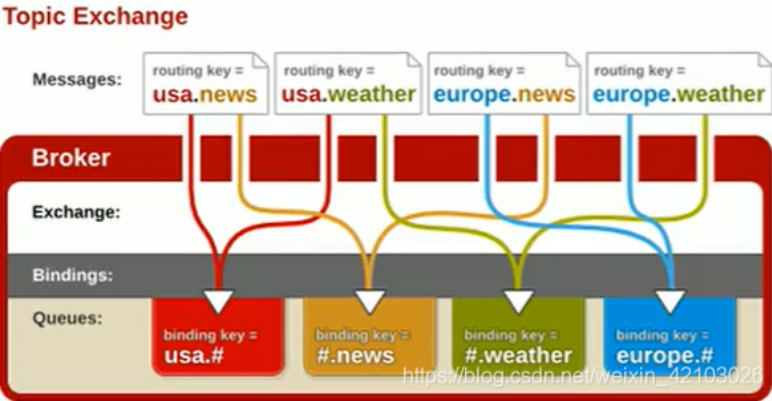 Topic Exchange
Messages:
routing key =
usa.news
routing key =
usa.weather
routing key =
europe.news
routing key =
europe.weather
Broker
Exchange:
Bindings:
Queues:
binding key =
usa.#
binding key =
#.news
binding key =
#.weather
binding key =
europe.#
https://blog.csdn.net/weixin_42103026